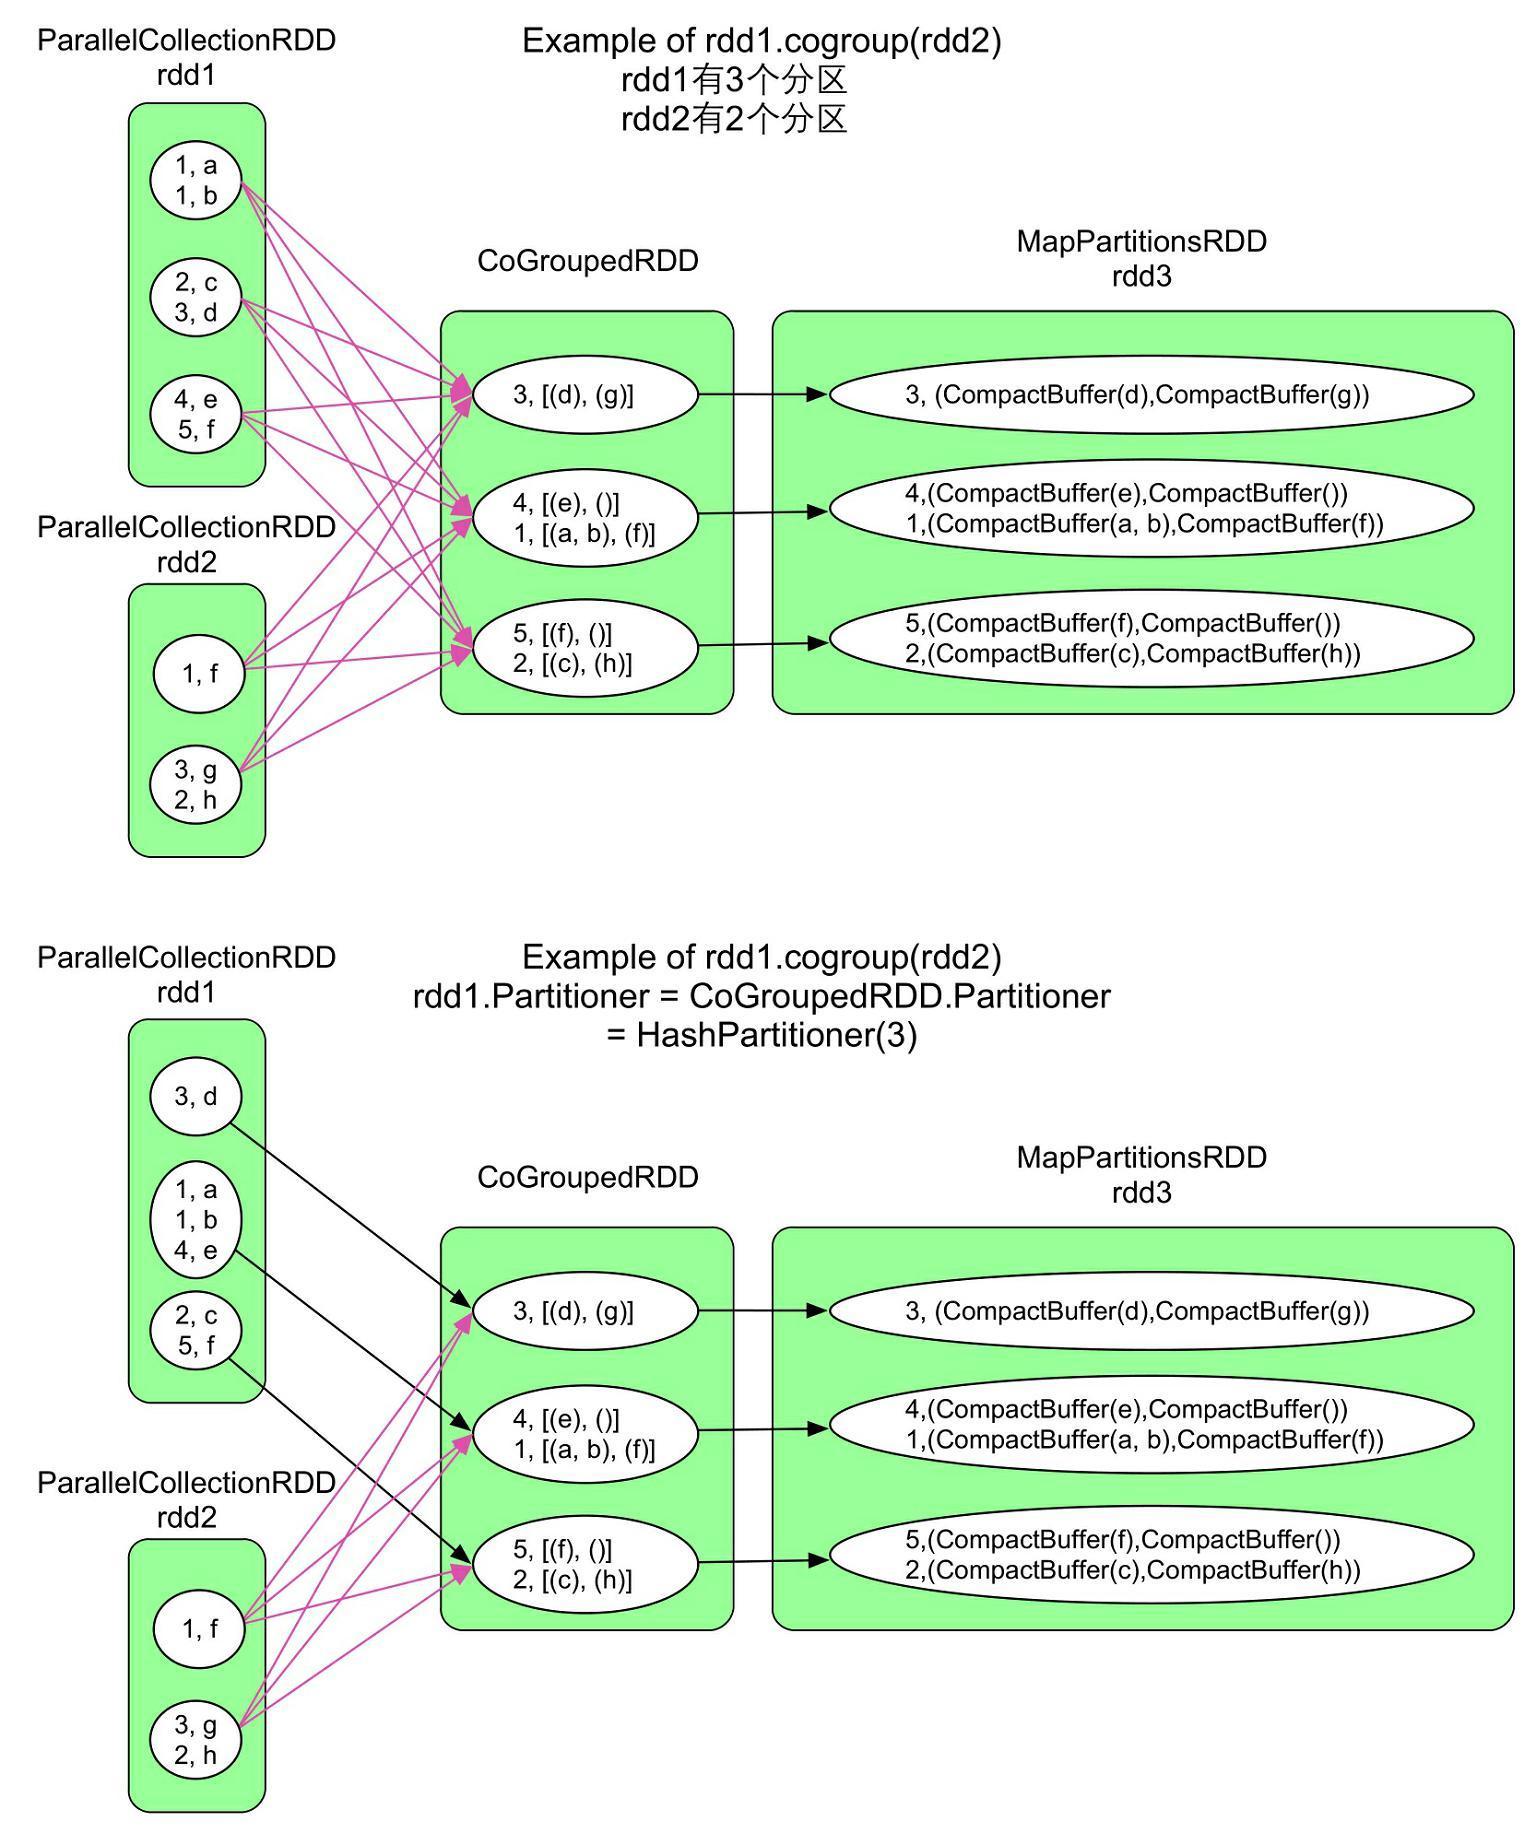 ParallelCollectionRDD
rdd1
Example of rdd1.cogroup(rdd2)
rdd1有3个分区
rdd2有2个分区
1, a
1, b
2, c
3, d
4, e
5, f
ParallelCollectionRDD
rdd2
1, f
3, g
2, h
CoGroupedRDD
3, [(d), (g)]
4, [(e), ()]
1, [(a, b), (f)]
5, [(f), ()]
2, [(c), (h)]
MapPartitionsRDD
rdd3
3, (CompactBuffer(d),CompactBuffer(g))
4,(CompactBuffer(e),CompactBuffer())
1,(CompactBuffer(a, b),CompactBuffer(f))
5,(CompactBuffer(f),CompactBuffer())
2,(CompactBuffer(c),CompactBuffer(h))
ParallelCollectionRDD
rdd1
Example of rdd1.cogroup(rdd2)
rdd1.Partitioner = CoGroupedRDD.Partitioner
= HashPartitioner(3)
3, d
1, a
1, b
4, e
2, c
5, f
ParallelCollectionRDD
rdd2
1, f
3, g
2, h
CoGroupedRDD
3, [(d), (g)]
4, [(e), ()]
1, [(a, b), (f)]
5, [(f), ()]
2, [(c), (h)]
MapPartitionsRDD
rdd3
3, (CompactBuffer(d),CompactBuffer(g))
4,(CompactBuffer(e),CompactBuffer())
1,(CompactBuffer(a, b),CompactBuffer(f))
5,(CompactBuffer(f),CompactBuffer())
2,(CompactBuffer(c),CompactBuffer(h))